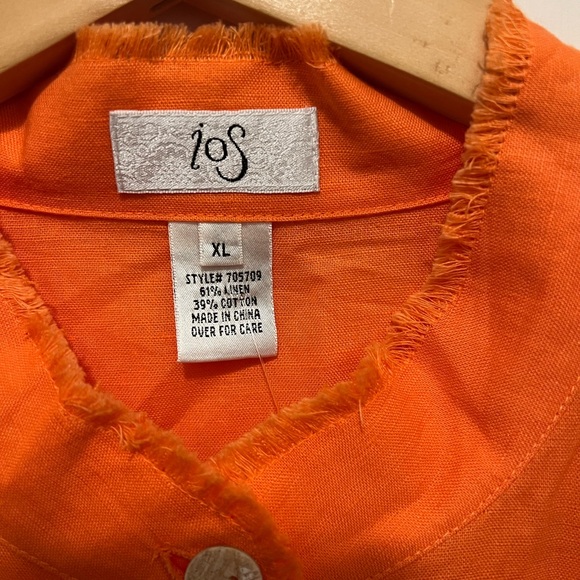 ios
XL
STYLE# 705709
61% LINEN
39% COTTON
MADE IN CHINA
OVER FOR CARE